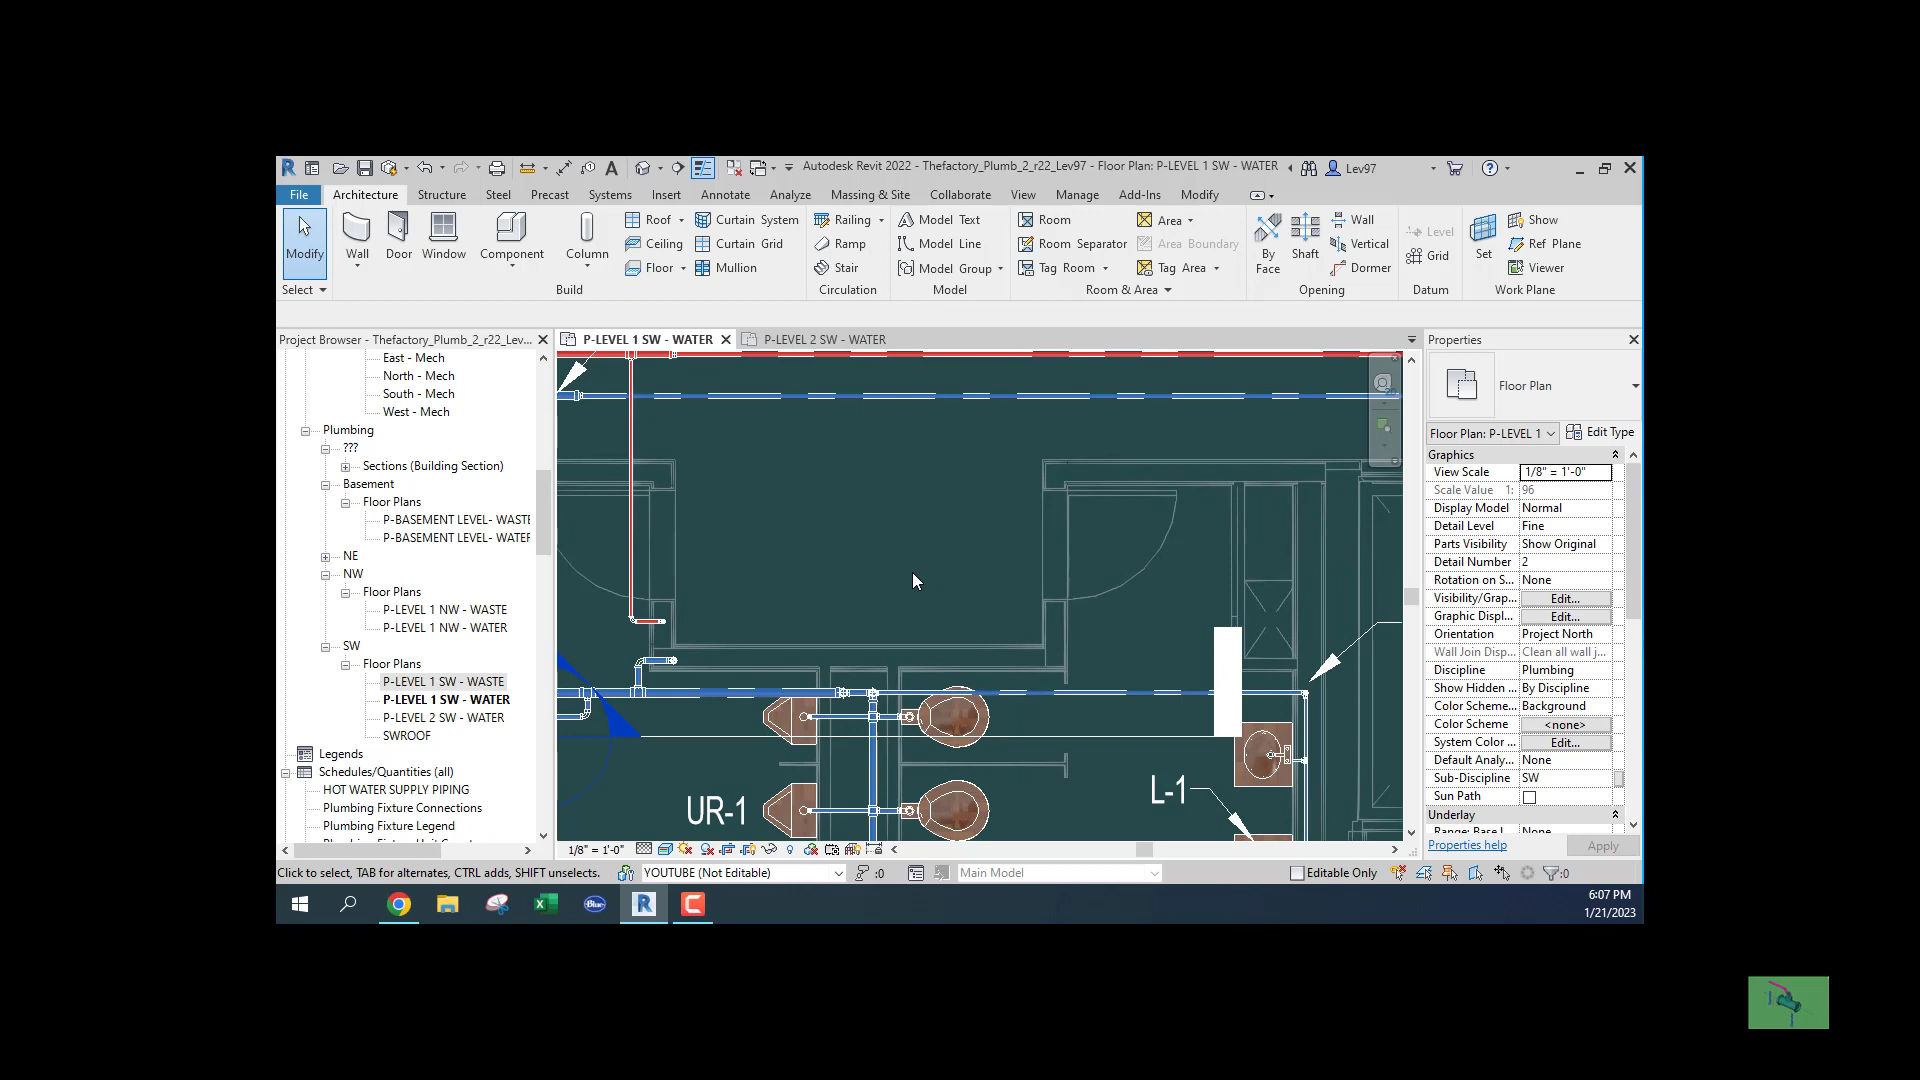 Autodesk Revit 2022 - Thefactory_Plumb_2_r22_Lev97 - Floor Plan: P-LEVEL 1 SW - WATER
Lev97
File Architecture Structure Steel Precast Systems Insert Annotate Analyze Massing & Site Collaborate View Manage Add-Ins Modify
Modify
Wall
Door
Window
Component
Column
Roof
Ceiling
Floor
Curtain System
Curtain Grid
Mullion
Railing
Ramp
Stair
Model Text
Model Line
Model Group
Room
Room Separator
Tag Room
Area
Area Boundary
Tag Area
By Face
Shaft
Wall
Vertical
Dormer
Level
Grid
Set
Show
Ref Plane
Viewer
Select Build Circulation Model Room & Area Opening Datum Work Plane
Project Browser - Thefactory_Plumb_2_r22_Lev...
East - Mech
North - Mech
South - Mech
West - Mech
Plumbing
???
Sections (Building Section)
Basement
Floor Plans
P-BASEMENT LEVEL- WASTE
P-BASEMENT LEVEL- WATER
NE
NW
Floor Plans
P-LEVEL 1 NW - WASTE
P-LEVEL 1 NW - WATER
SW
Floor Plans
P-LEVEL 1 SW - WASTE
P-LEVEL 1 SW - WATER
P-LEVEL 2 SW - WATER
SWROOF
Legends
Schedules/Quantities (all)
HOT WATER SUPPLY PIPING
Plumbing Fixture Connections
Plumbing Fixture Legend
P-LEVEL 1 SW - WATER
P-LEVEL 2 SW - WATER
UR-1
L-1
1/8" = 1'-0"
Properties
Floor Plan
Floor Plan: P-LEVEL 1
Edit Type
Graphics
View Scale 1/8" = 1'-0"
Scale Value 1: 96
Display Model Normal
Detail Level Fine
Parts Visibility Show Original
Detail Number 2
Rotation on S... None
Visibility/Grap... Edit...
Graphic Displ... Edit...
Orientation Project North
Wall Join Disp... Clean all wall j...
Discipline Plumbing
Show Hidden ... By Discipline
Color Scheme... Background
Color Scheme <none>
System Color ... Edit...
Default Analy... None
Sub-Discipline SW
Sun Path
Underlay
Properties help
Apply
Click to select, TAB for alternates, CTRL adds, SHIFT unselects.
YOUTUBE (Not Editable)
:0
Main Model
Editable Only
:0
6:07 PM
1/21/2023